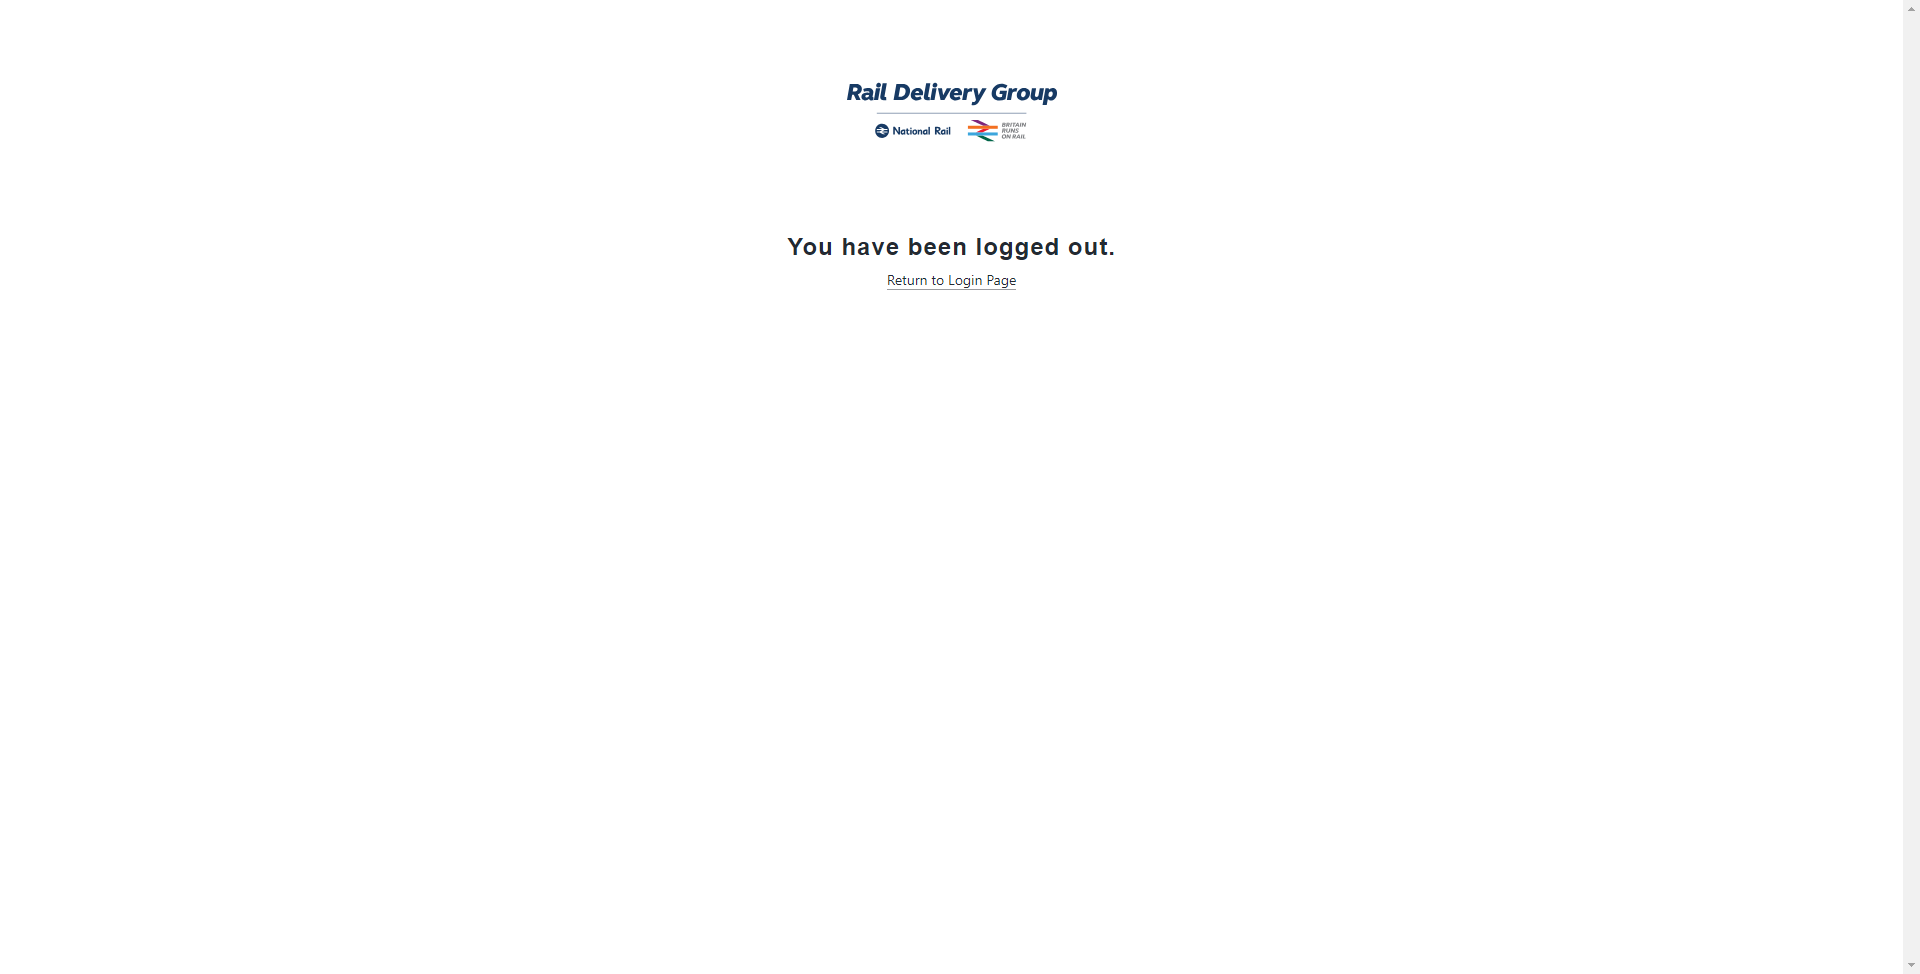 Rail Delivery Group
National Rail
BRITAIN
RUNS
ON RAIL
You have been logged out.
Return to Login Page